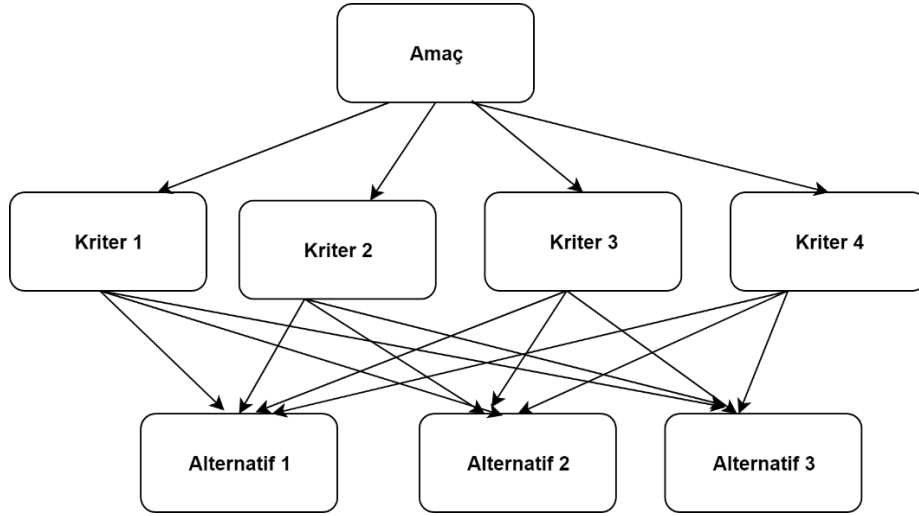 Amaç
Kriter 1
Kriter 2
Kriter 3
Kriter 4
Alternatif 1
Alternatif 2
Alternatif 3